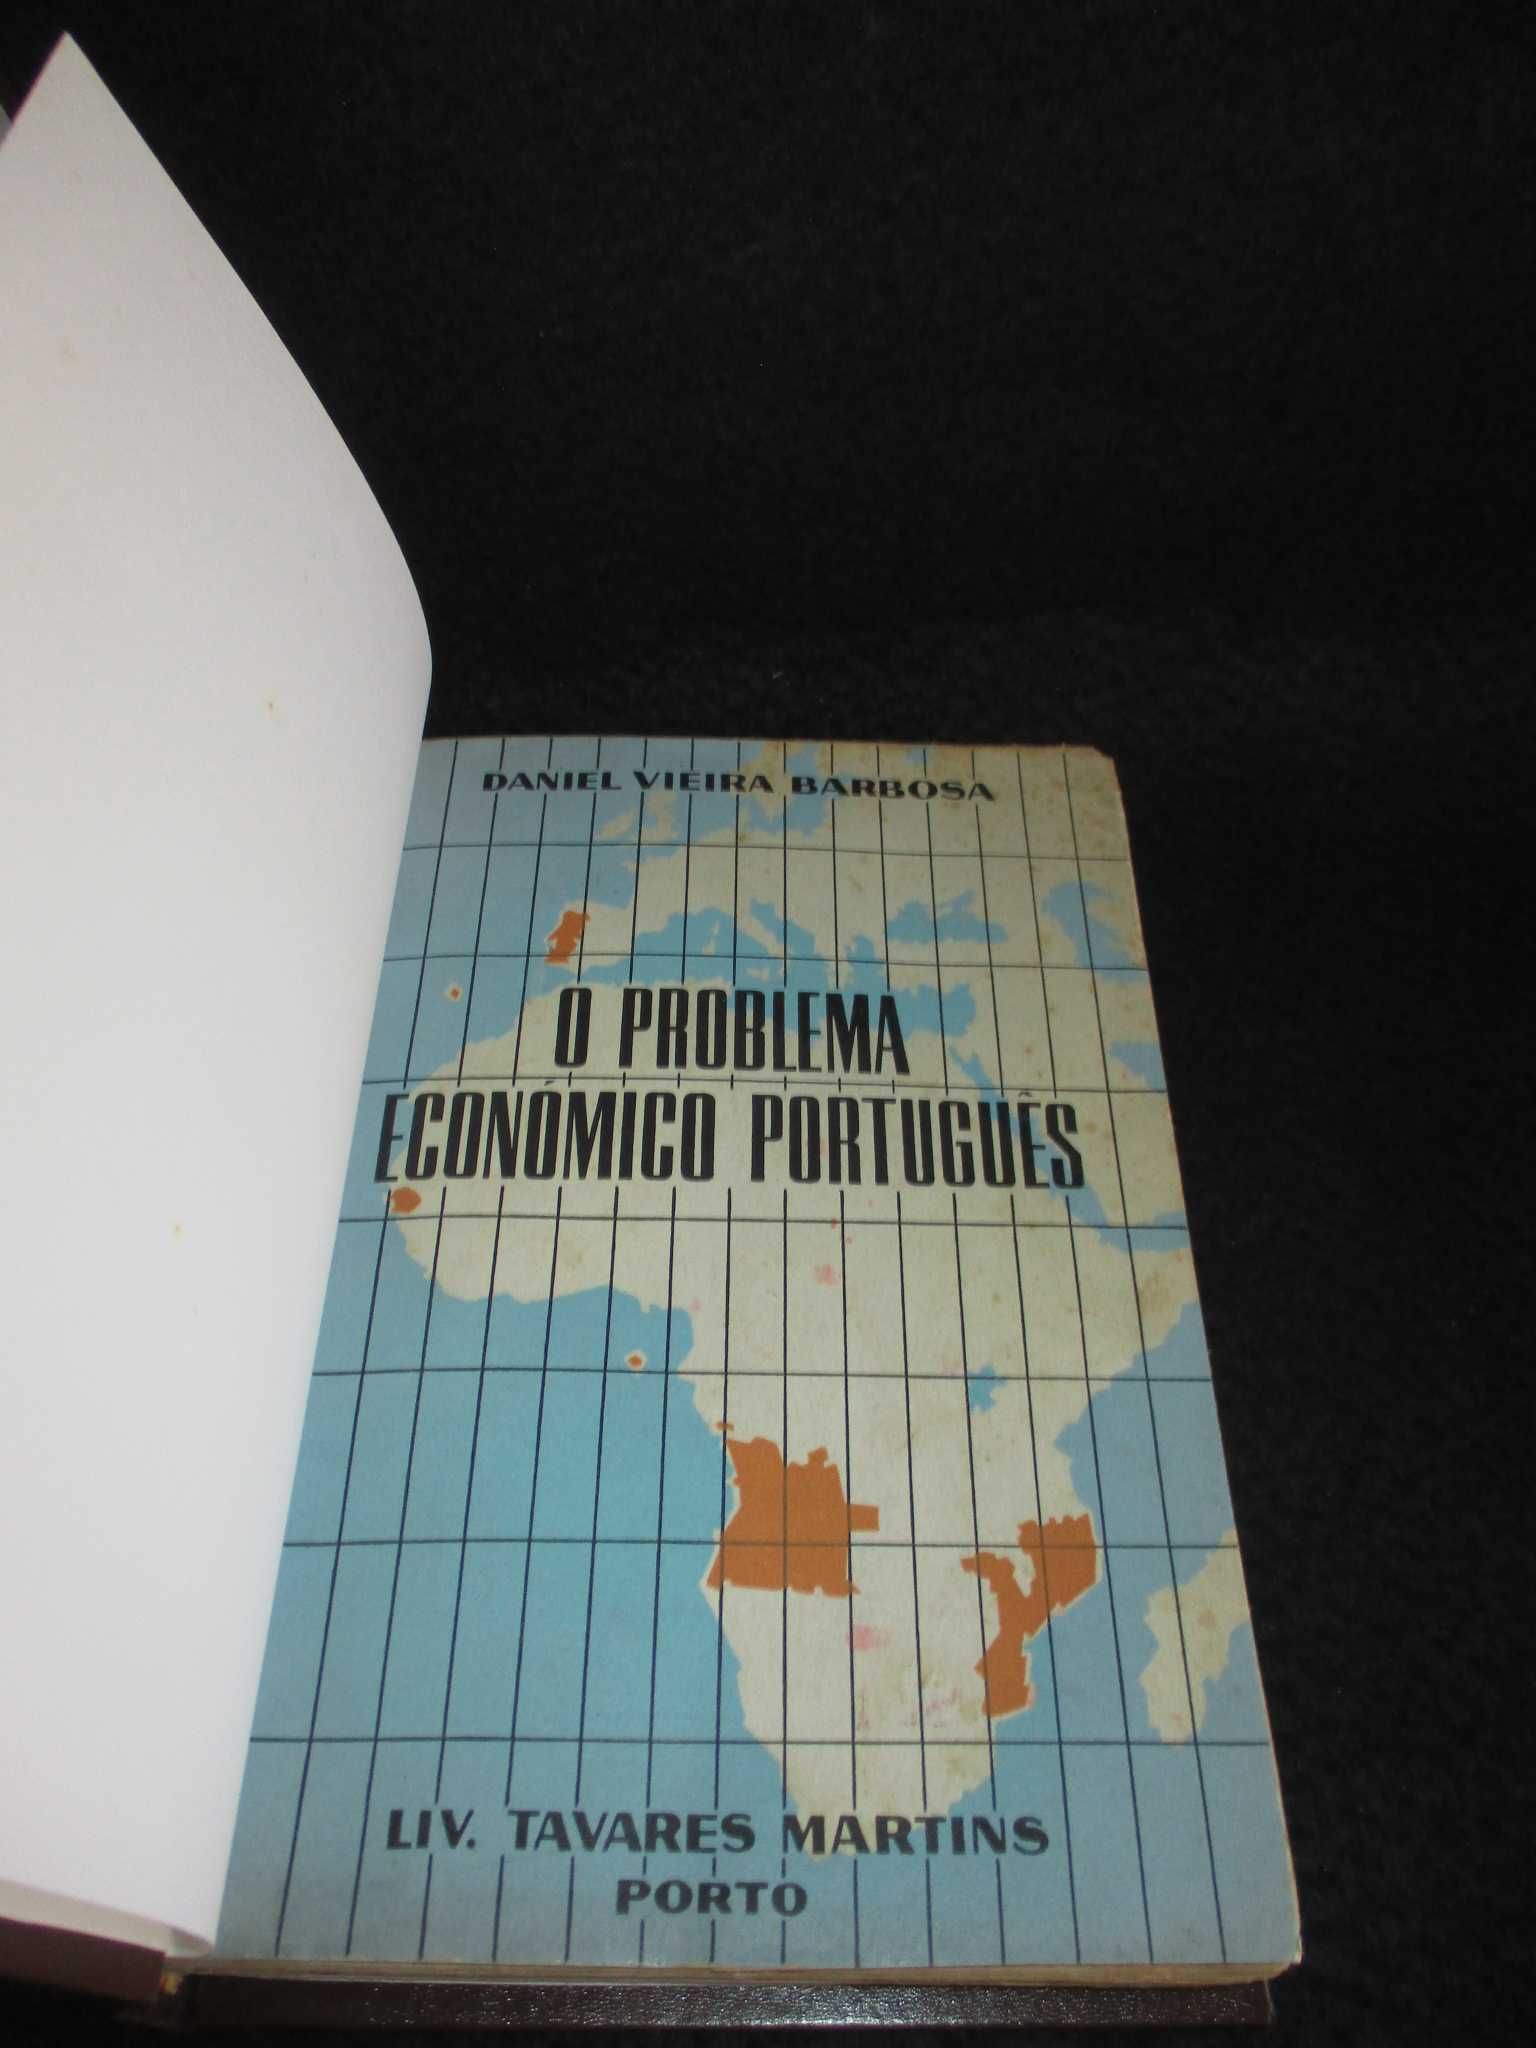 DANIEL VIEIRA BARBOSA
O PROBLEMA
ECONÓMICO PORTUGUÊS
LIV. TAVARES MARTINS
PORTO